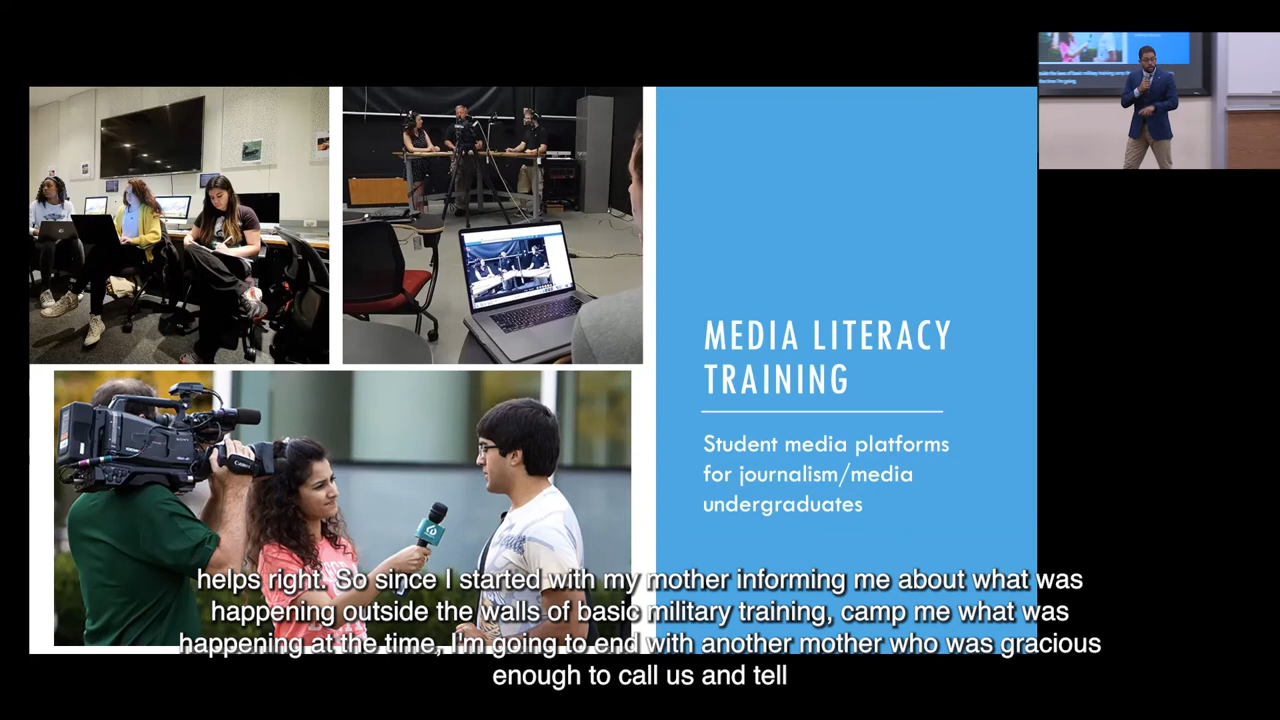 MEDIA LITERACY
TRAINING
Student media platforms
for journalism/media
undergraduates
helps right. So since I started with my mother informing me about what was
happening outside the walls of basic military training, camp me what was
happening at the time, I'm going to end with another mother who was gracious
enough to call us and tell